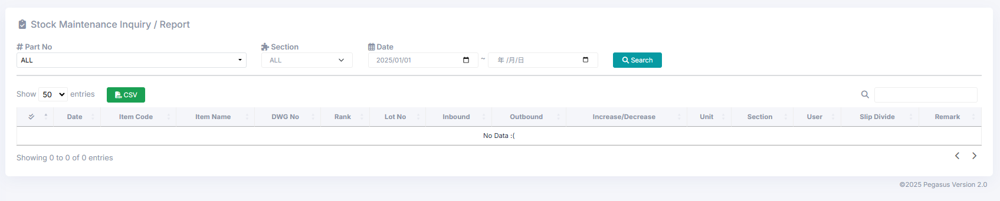 Stock Maintenance Inquiry / Report
# Part No Section Date
ALL ALL 2025/01/01 ~ 年 /月/日 Search
Show 50 entries CSV
Date Item Code Item Name DWG No Rank Lot No Inbound Outbound Increase/Decrease Unit Section User Slip Divide Remark
No Data :(
Showing 0 to 0 of 0 entries
©2025 Pegasus Version 2.0